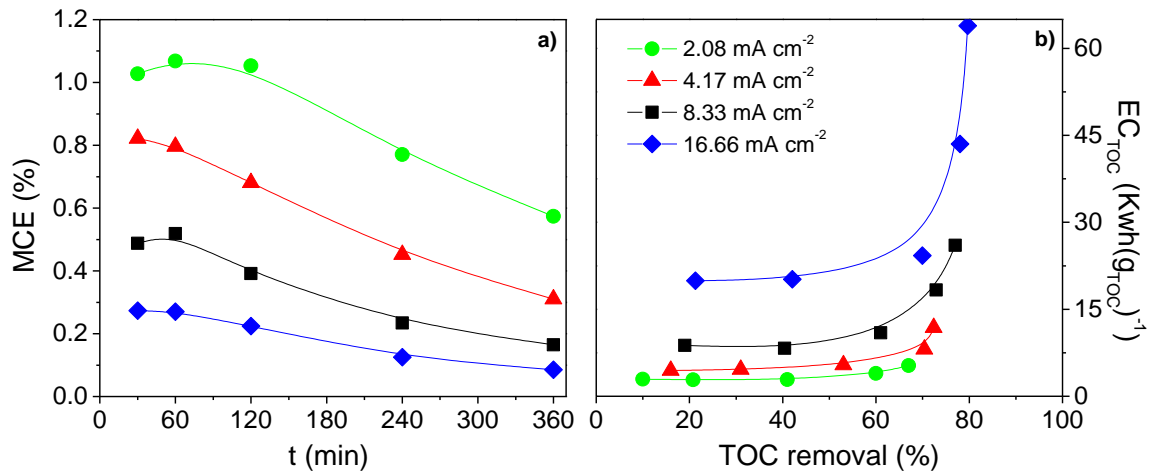 a)
MCE (%)
1.2
1.0
0.8
0.6
0.4
0.2
0.0
0 60 120 180 240 300 360
t (min)
b)
2.08 mA cm⁻²
4.17 mA cm⁻²
8.33 mA cm⁻²
16.66 mA cm⁻²
60
45
30
15
0
EC_TOC (Kwh(g_TOC)⁻¹
0 20 40 60 80 100
TOC removal (%)